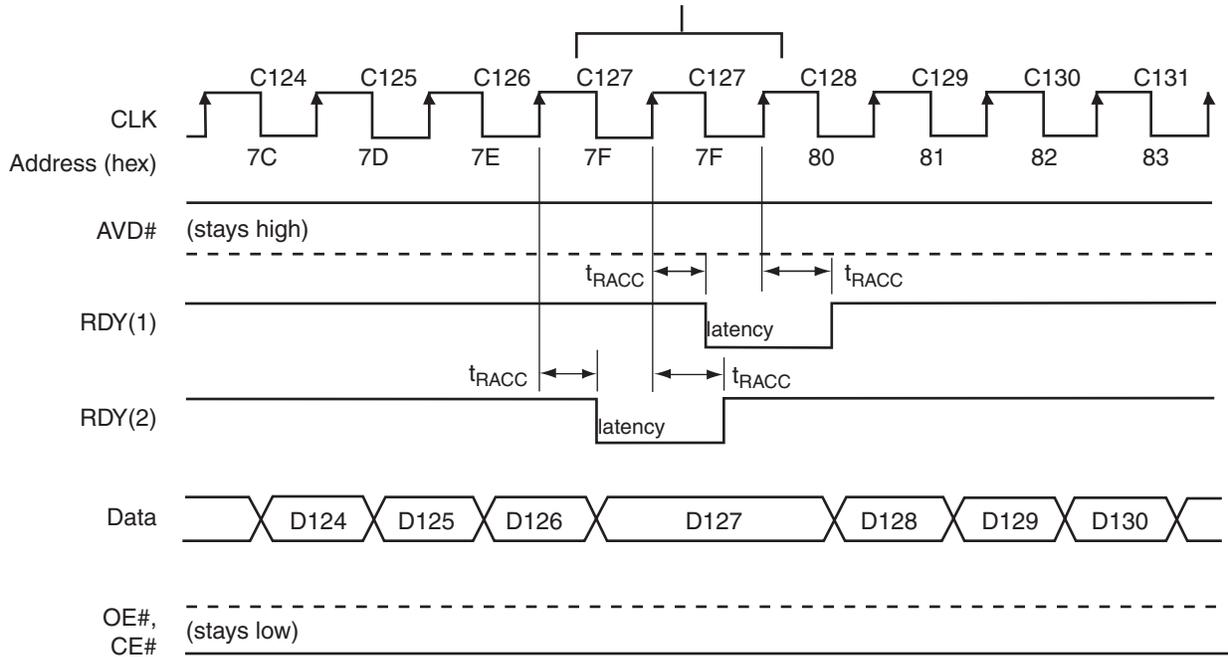 C124 C125 C126 C127 C127 C128 C129 C130 C131
CLK
Address (hex) 7C 7D 7E 7F 7F 80 81 82 83
AVD# (stays high)
tRACC tRACC
RDY(1) latency
tRACC tRACC
RDY(2) latency
Data D124 D125 D126 D127 D128 D129 D130
OE#,
CE# (stays low)